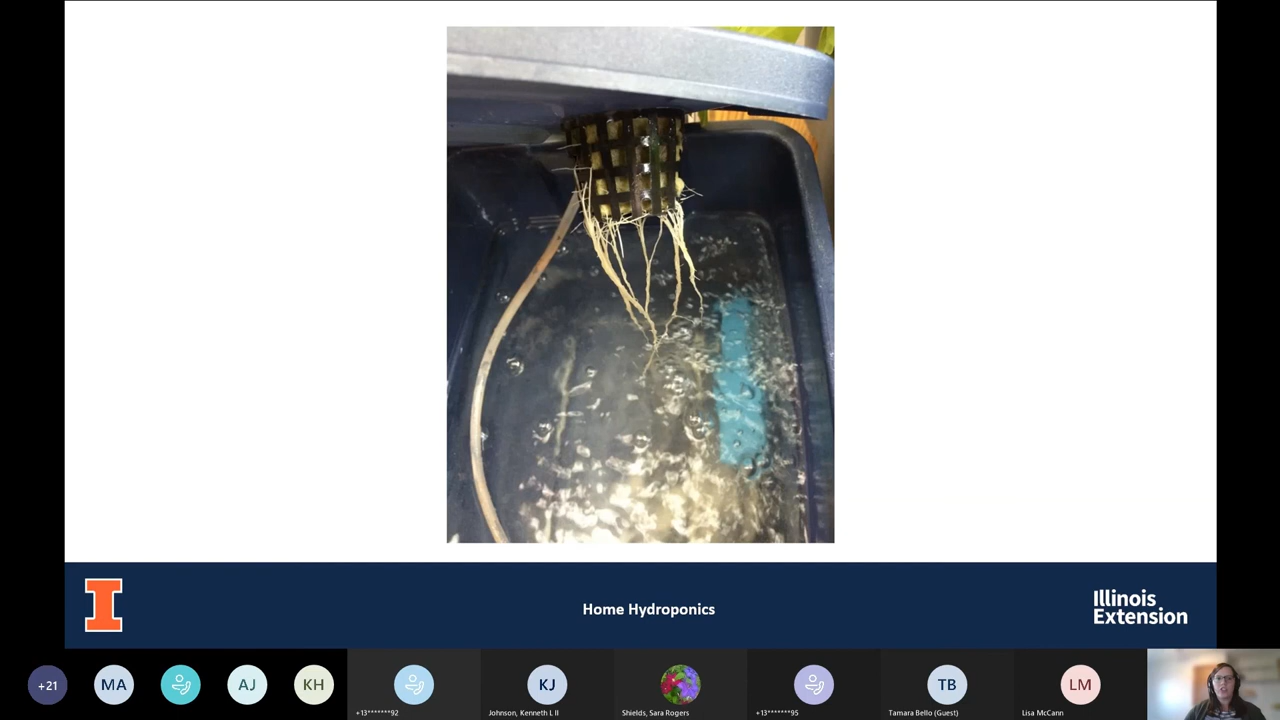 I
Home Hydroponics
Illinois
Extension
+21
MA
AJ
KH
KJ
TB
LM
+13*******92
Johnson, Kenneth L II
Shields, Sara Rogers
+13*******95
Tamara Bello (Guest)
Lisa McCann